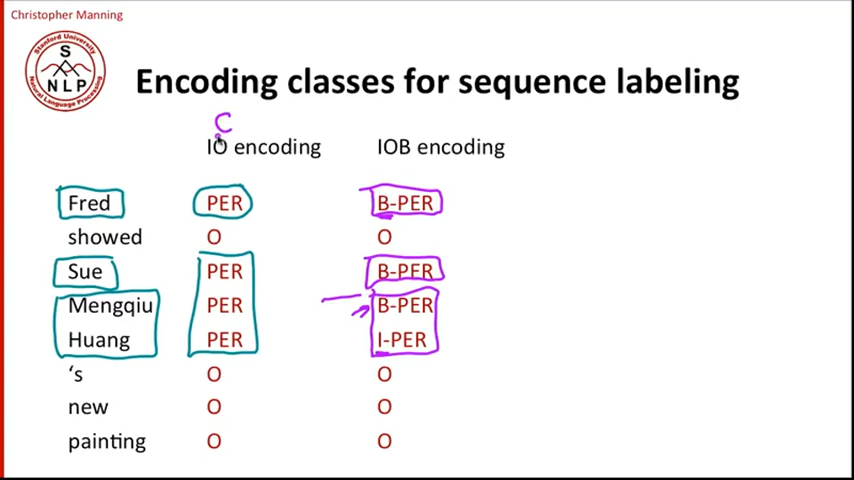 Christopher Manning
Stanford University
S
NLP
Natural Language Processing
Encoding classes for sequence labeling
C
IO encoding IOB encoding
Fred PER B-PER
showed O O
Sue PER B-PER
Mengqiu PER B-PER
Huang PER I-PER
‘s O O
new O O
painting O O